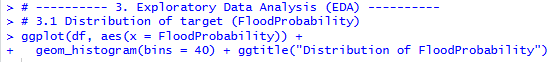 > # ---------- 3. Exploratory Data Analysis (EDA) ----------
> # 3.1 Distribution of target (FloodProbability)
> ggplot(df, aes(x = FloodProbability)) +
+   geom_histogram(bins = 40) + ggtitle("Distribution of FloodProbability")